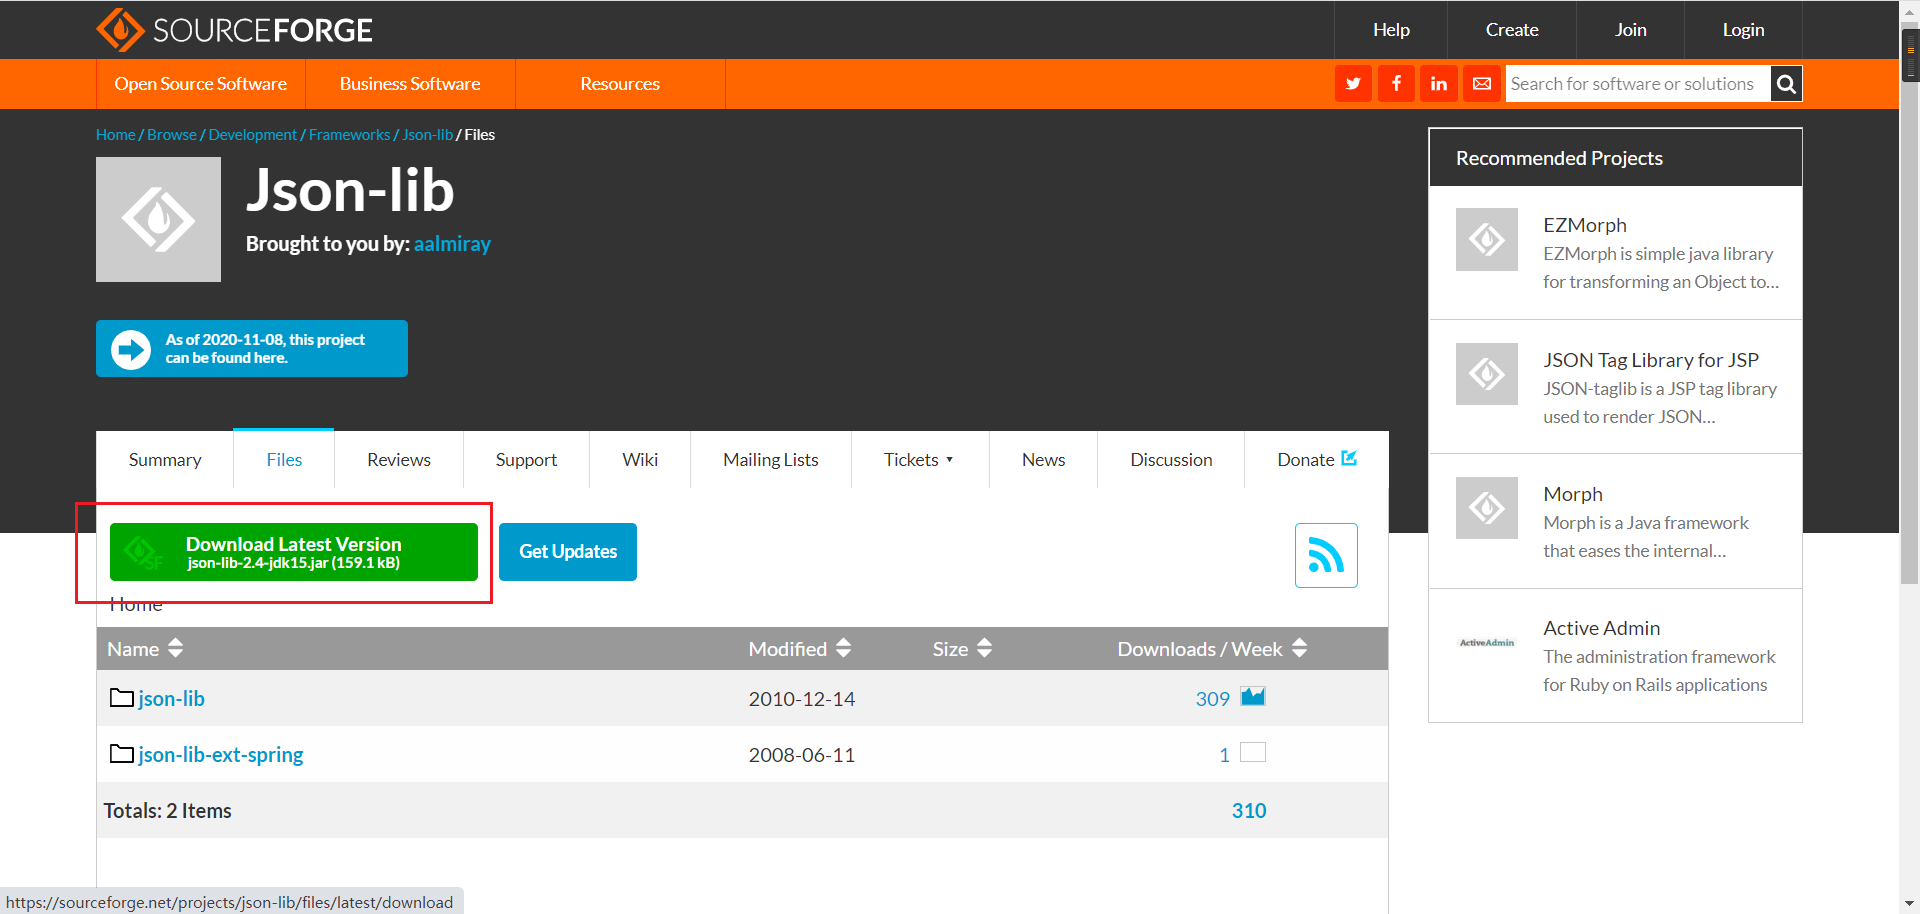 SOURCEFORGE
Help
Create
Join
Login
Open Source Software
Business Software
Resources
Search for software or solutions
Home / Browse / Development / Frameworks / Json-lib / Files
Json-lib
Brought to you by: aalmiray
As of 2020-11-08, this project
can be found here.
Summary
Files
Reviews
Support
Wiki
Mailing Lists
Tickets
News
Discussion
Donate
SF
Download Latest Version
json-lib-2.4-jdk15.jar (159.1 kB)
Get Updates
Home
Name
Modified
Size
Downloads / Week
json-lib
2010-12-14
309
json-lib-ext-spring
2008-06-11
1
Totals: 2 Items
310
Recommended Projects
EZMorph
EZMorph is simple java library
for transforming an Object to...
JSON Tag Library for JSP
JSON-taglib is a JSP tag library
used to render JSON...
Morph
Morph is a Java framework
that eases the internal...
ActiveAdmin
Active Admin
The administration framework
for Ruby on Rails applications
https://sourceforge.net/projects/json-lib/files/latest/download